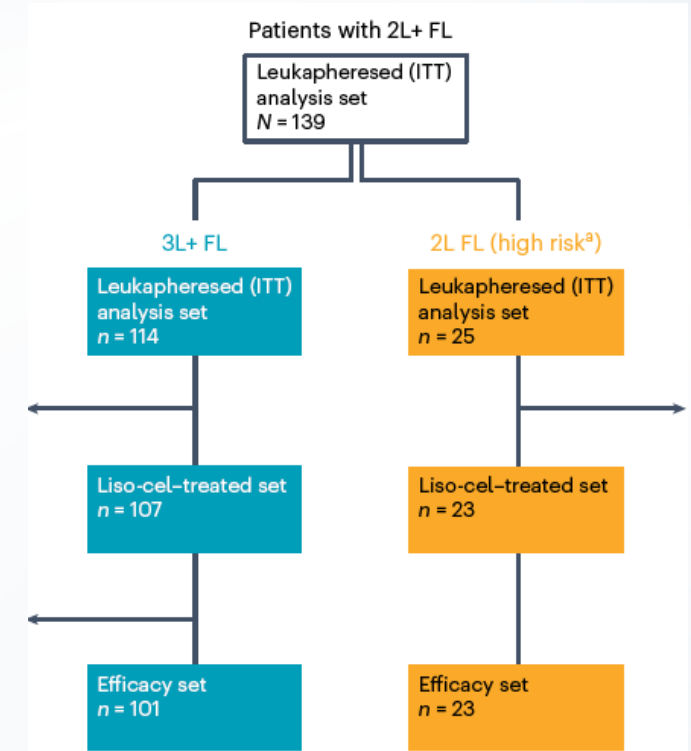 Patients with 2L+ FL
Leukapheresed (ITT)
analysis set
N = 139
3L+ FL
2L FL (high riskᵃ)
Leukapheresed (ITT)
analysis set
n = 114
Leukapheresed (ITT)
analysis set
n = 25
Liso-cel–treated set
n = 107
Liso-cel–treated set
n = 23
Efficacy set
n = 101
Efficacy set
n = 23